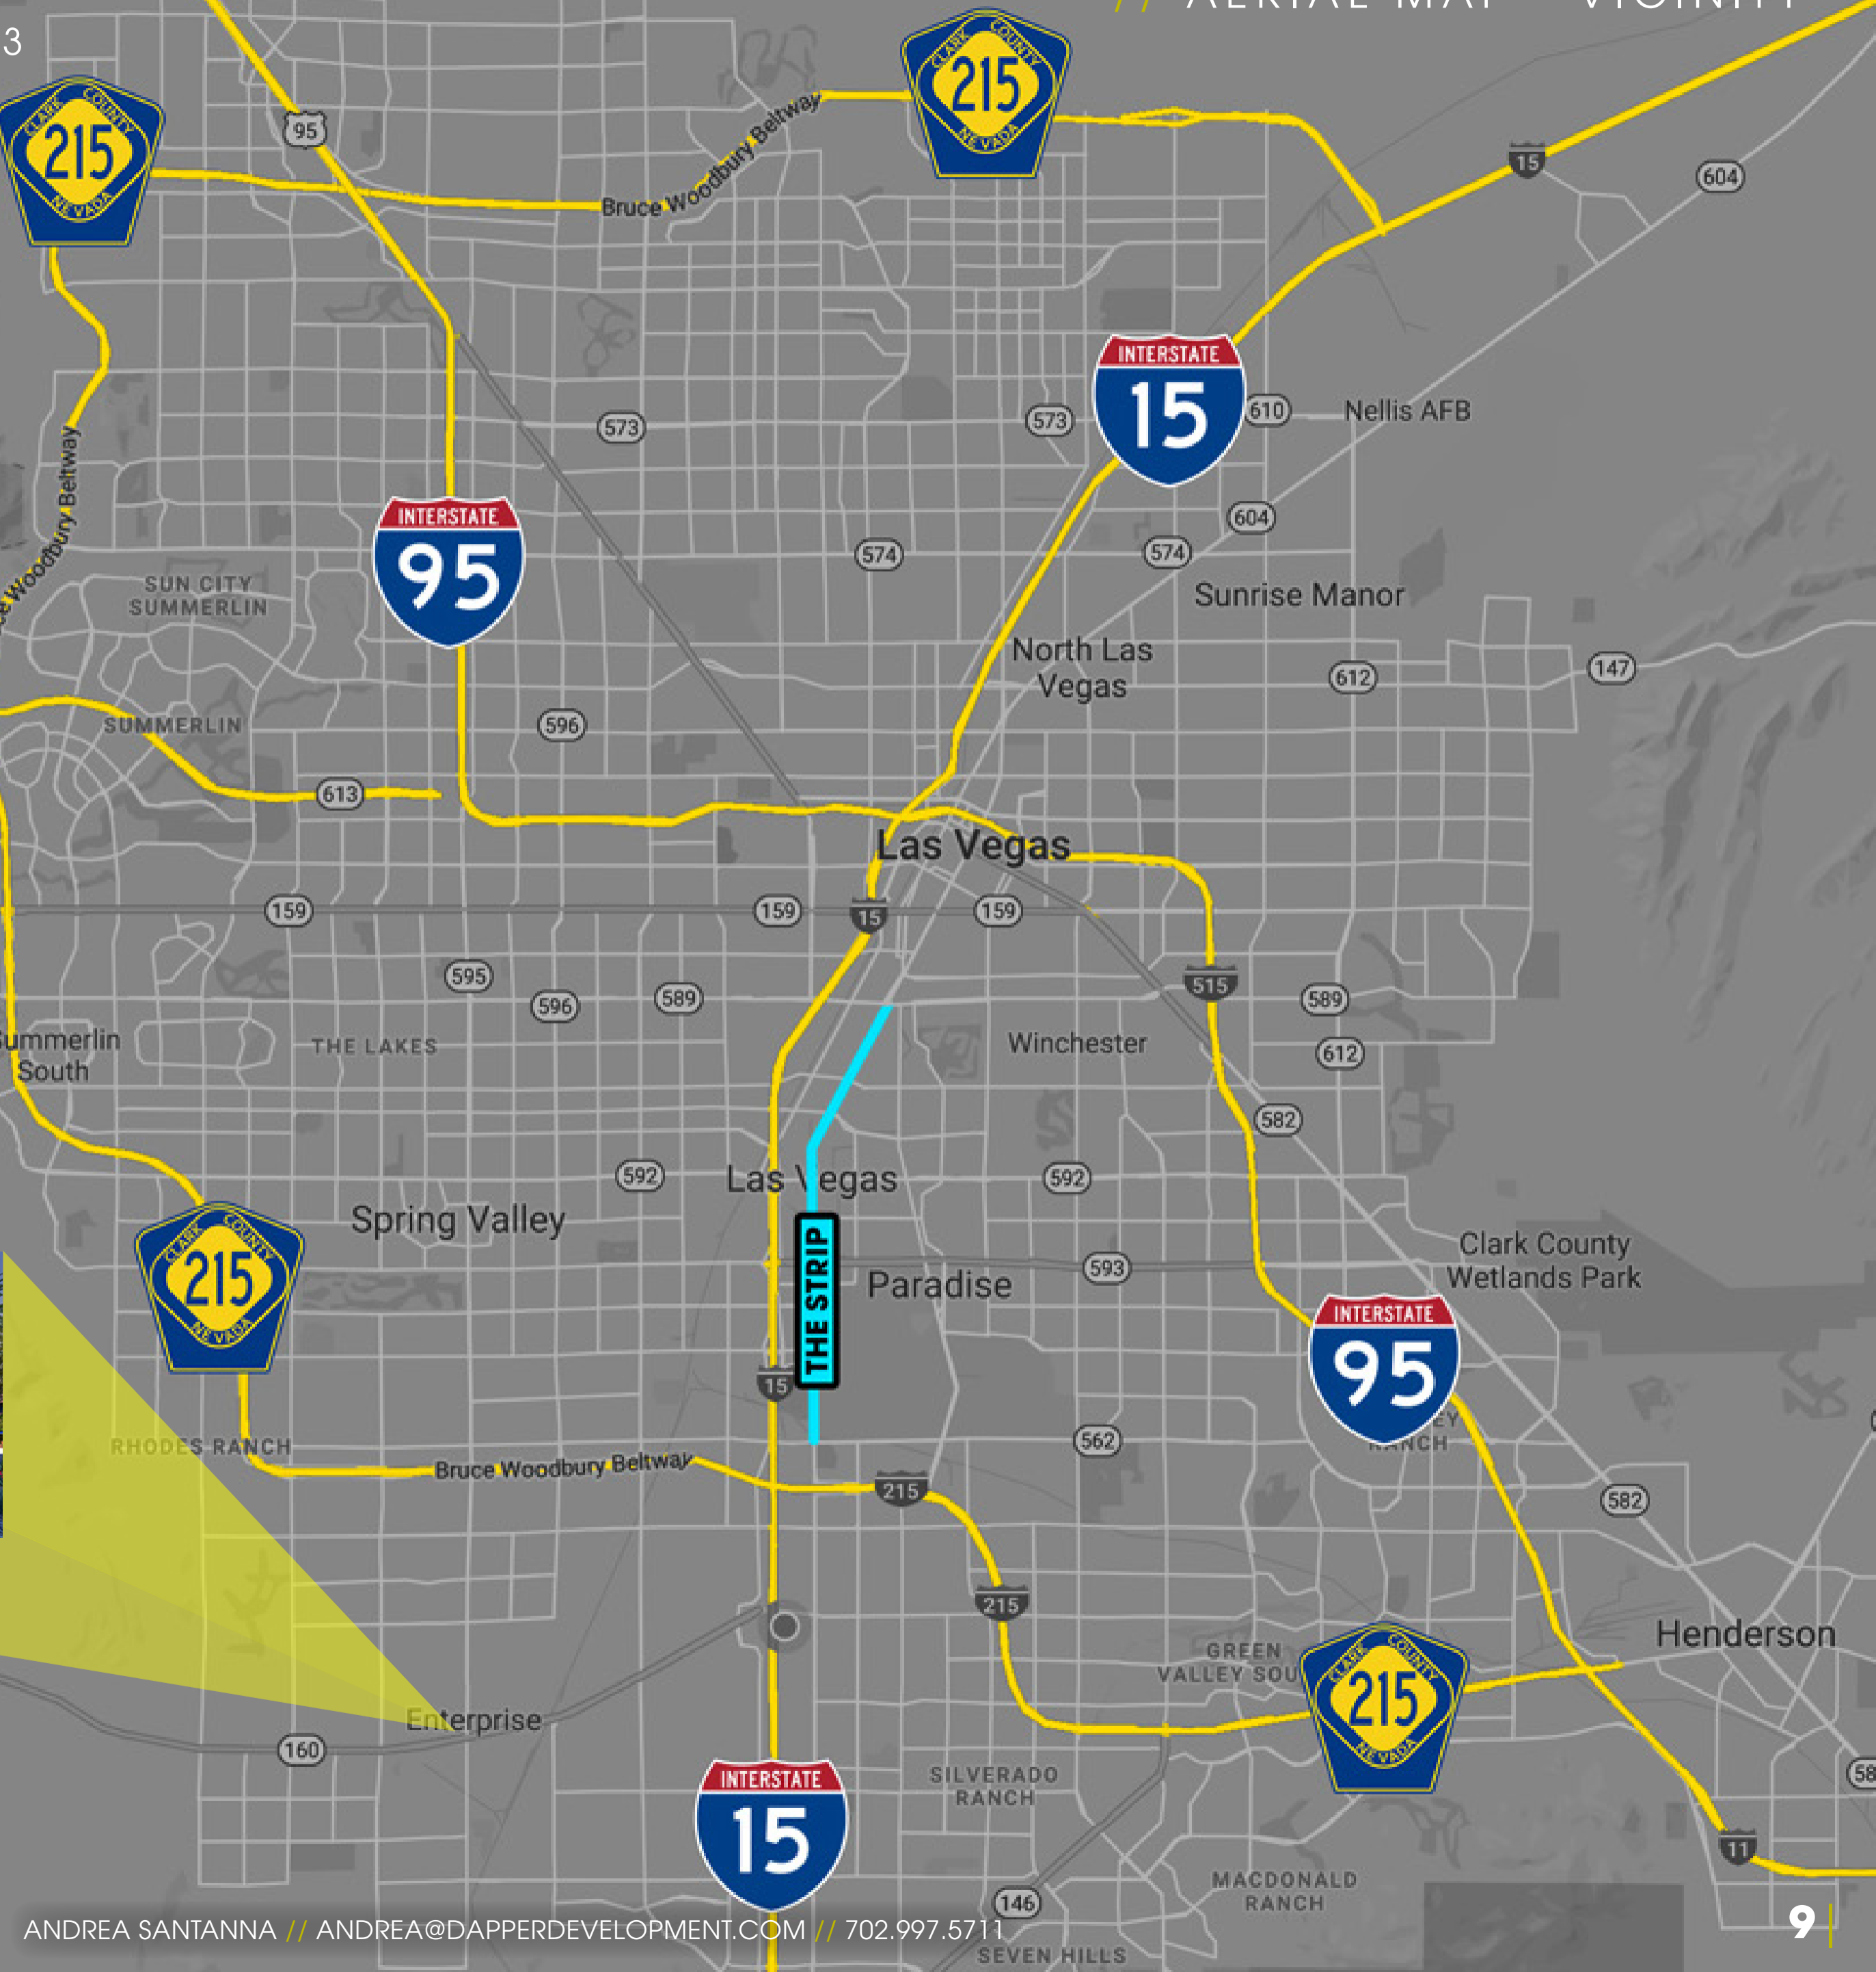 // AERIAL MAP – VICINITY
3
CLARK COUNTY
215
NEVADA
CLARK COUNTY
215
NEVADA
95
Bruce Woodbury Beltway
15
604
INTERSTATE
15
573
573
610
Nellis AFB
Woodbury Beltway
INTERSTATE
95
604
574
574
SUN CITY
SUMMERLIN
Sunrise Manor
North Las
Vegas
147
612
SUMMERLIN
596
613
Las Vegas
159
159
15
159
595
596
589
515
589
Summerlin
South
THE LAKES
Winchester
612
582
592
Las Vegas
592
Spring Valley
CLARK COUNTY
215
NEVADA
THE STRIP
Paradise
593
Clark County
Wetlands Park
INTERSTATE
95
15
RANCH
RHODES RANCH
562
Bruce Woodbury Beltway
215
582
215
Henderson
GREEN
VALLEY SOU
CLARK COUNTY
215
NEVADA
Enterprise
160
INTERSTATE
15
SILVERADO
RANCH
58
11
MACDONALD
RANCH
146
ANDREA SANTANNA // ANDREA@DAPPERDEVELOPMENT.COM // 702.997.5711
9
SEVEN HILLS